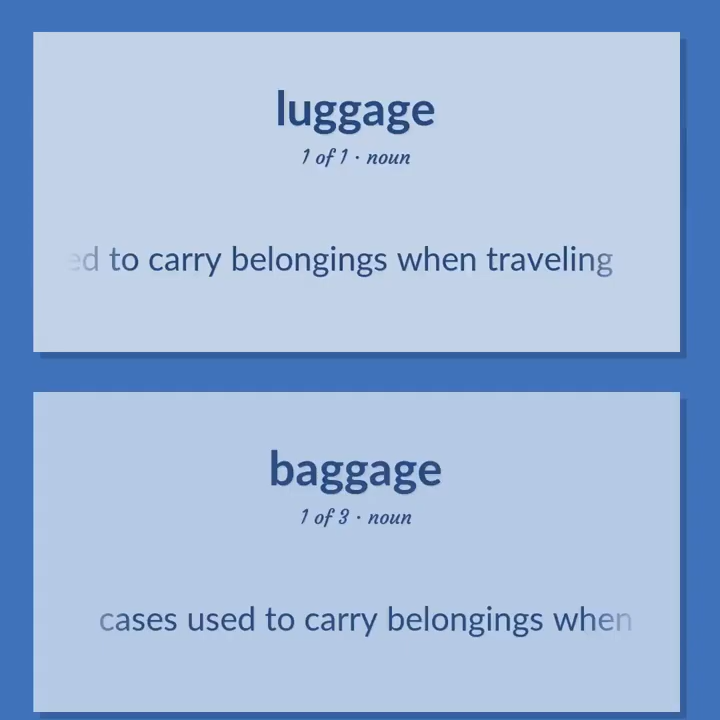 luggage
1 of 1 · noun
ed to carry belongings when traveling
baggage
1 of 3 · noun
cases used to carry belongings when